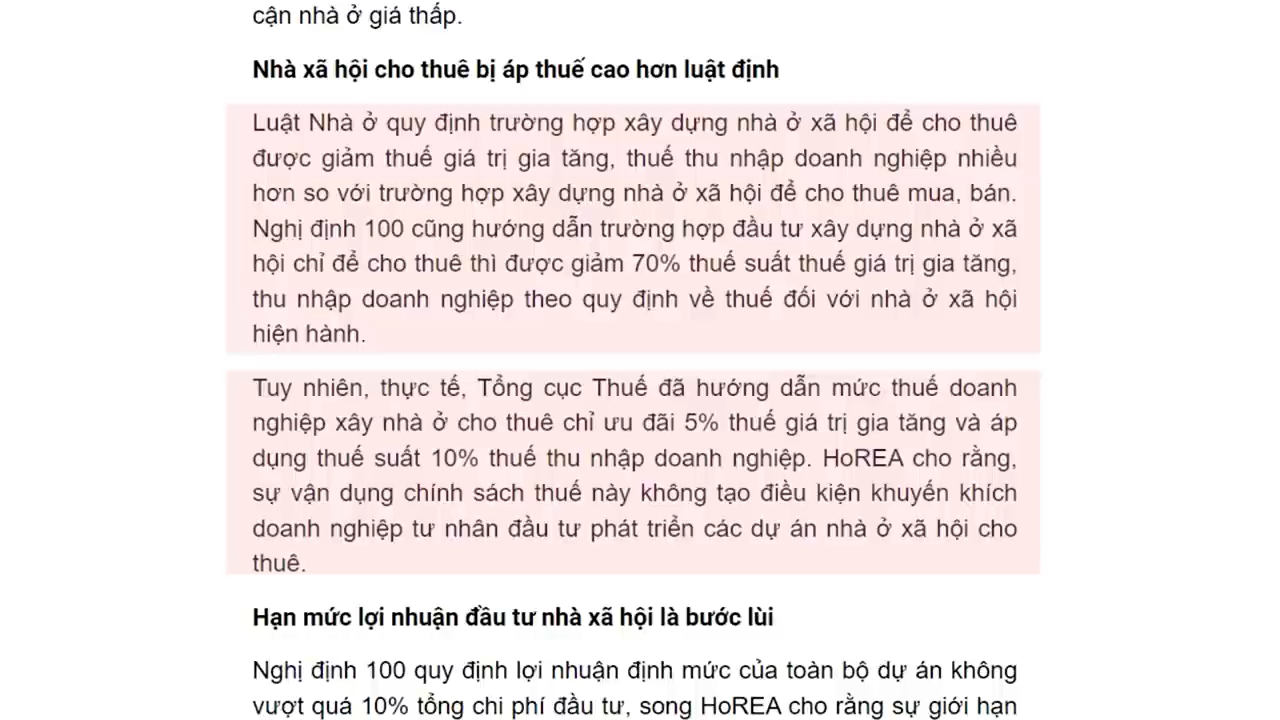 cận nhà ở giá thấp.
Nhà xã hội cho thuê bị áp thuế cao hơn luật định
Luật Nhà ở quy định trường hợp xây dựng nhà ở xã hội để cho thuê
được giảm thuế giá trị gia tăng, thuế thu nhập doanh nghiệp nhiều
hơn so với trường hợp xây dựng nhà ở xã hội để cho thuê mua, bán.
Nghị định 100 cũng hướng dẫn trường hợp đầu tư xây dựng nhà ở xã
hội chỉ để cho thuê thì được giảm 70% thuế suất thuế giá trị gia tăng,
thu nhập doanh nghiệp theo quy định về thuế đối với nhà ở xã hội
hiện hành.
Tuy nhiên, thực tế, Tổng cục Thuế đã hướng dẫn mức thuế doanh
nghiệp xây nhà ở cho thuê chỉ ưu đãi 5% thuế giá trị gia tăng và áp
dụng thuế suất 10% thuế thu nhập doanh nghiệp. HoREA cho rằng,
sự vận dụng chính sách thuế này không tạo điều kiện khuyến khích
doanh nghiệp tư nhân đầu tư phát triển các dự án nhà ở xã hội cho
thuê.
Hạn mức lợi nhuận đầu tư nhà xã hội là bước lùi
Nghị định 100 quy định lợi nhuận định mức của toàn bộ dự án không
vượt quá 10% tổng chi phí đầu tư, song HoREA cho rằng sự giới hạn